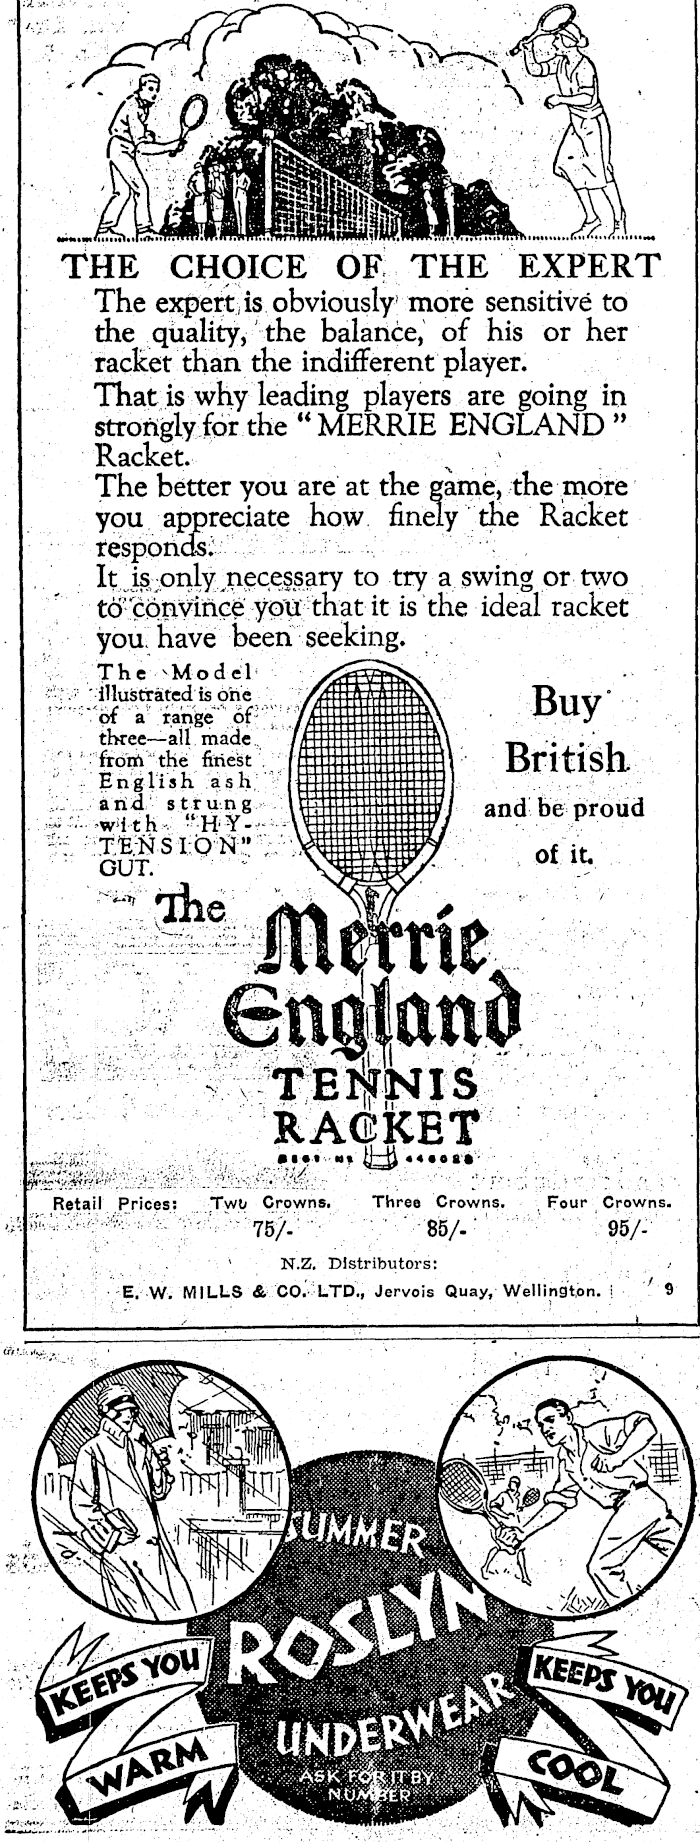 THE CHOICE OF THE EXPERT
The expert is obviously more sensitive to
the quality, the balance, of his or her
racket than the indifferent player.
That is why leading players are going in
strongly for the "MERRIE ENGLAND"
Racket.
The better you are at the game, the more
you appreciate how finely the Racket
responds.
It is only necessary to try a swing or two
to convince you that it is the ideal racket
you have been seeking.
The Model
illustrated is one
of a range of
three—all made
from the finest
English ash
and strung
with "HY-
TENSION"
GUT.
Buy
British
and be proud
of it.
The
Merrie
England
TENNIS
RACKET
Retail Prices: Two Crowns. Three Crowns. Four Crowns.
75/- 85/- 95/-
N.Z. Distributors:
E. W. MILLS & CO. LTD., Jervois Quay, Wellington. 9
SUMMER
ROSLYN
UNDERWEAR
ASK FOR IT BY
NUMBER
KEEPS YOU
WARM
KEEPS YOU
COOL